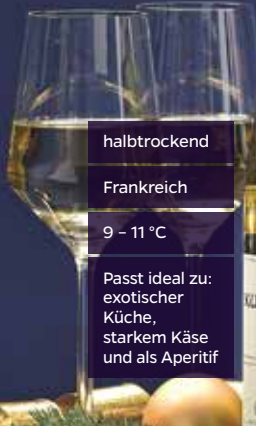 halbtrockend
Frankreich
9 – 11 °C
Passt ideal zu:
exotischer
Küche,
starkem Käse
und als Aperitif